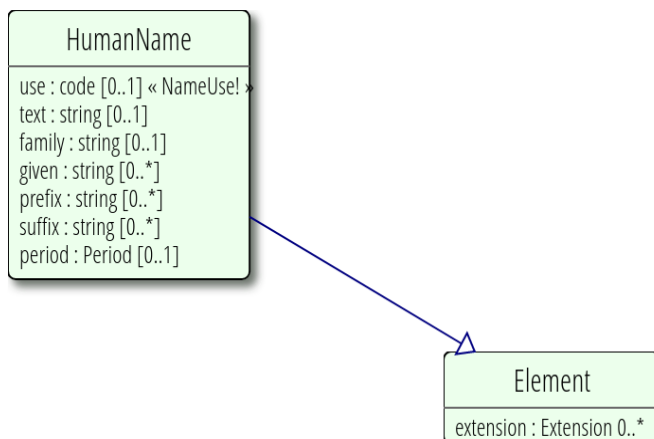 HumanName
use : code [0..1] « NameUse! »
text : string [0..1]
family : string [0..1]
given : string [0..*]
prefix : string [0..*]
suffix : string [0..*]
period : Period [0..1]
Element
extension : Extension 0..*